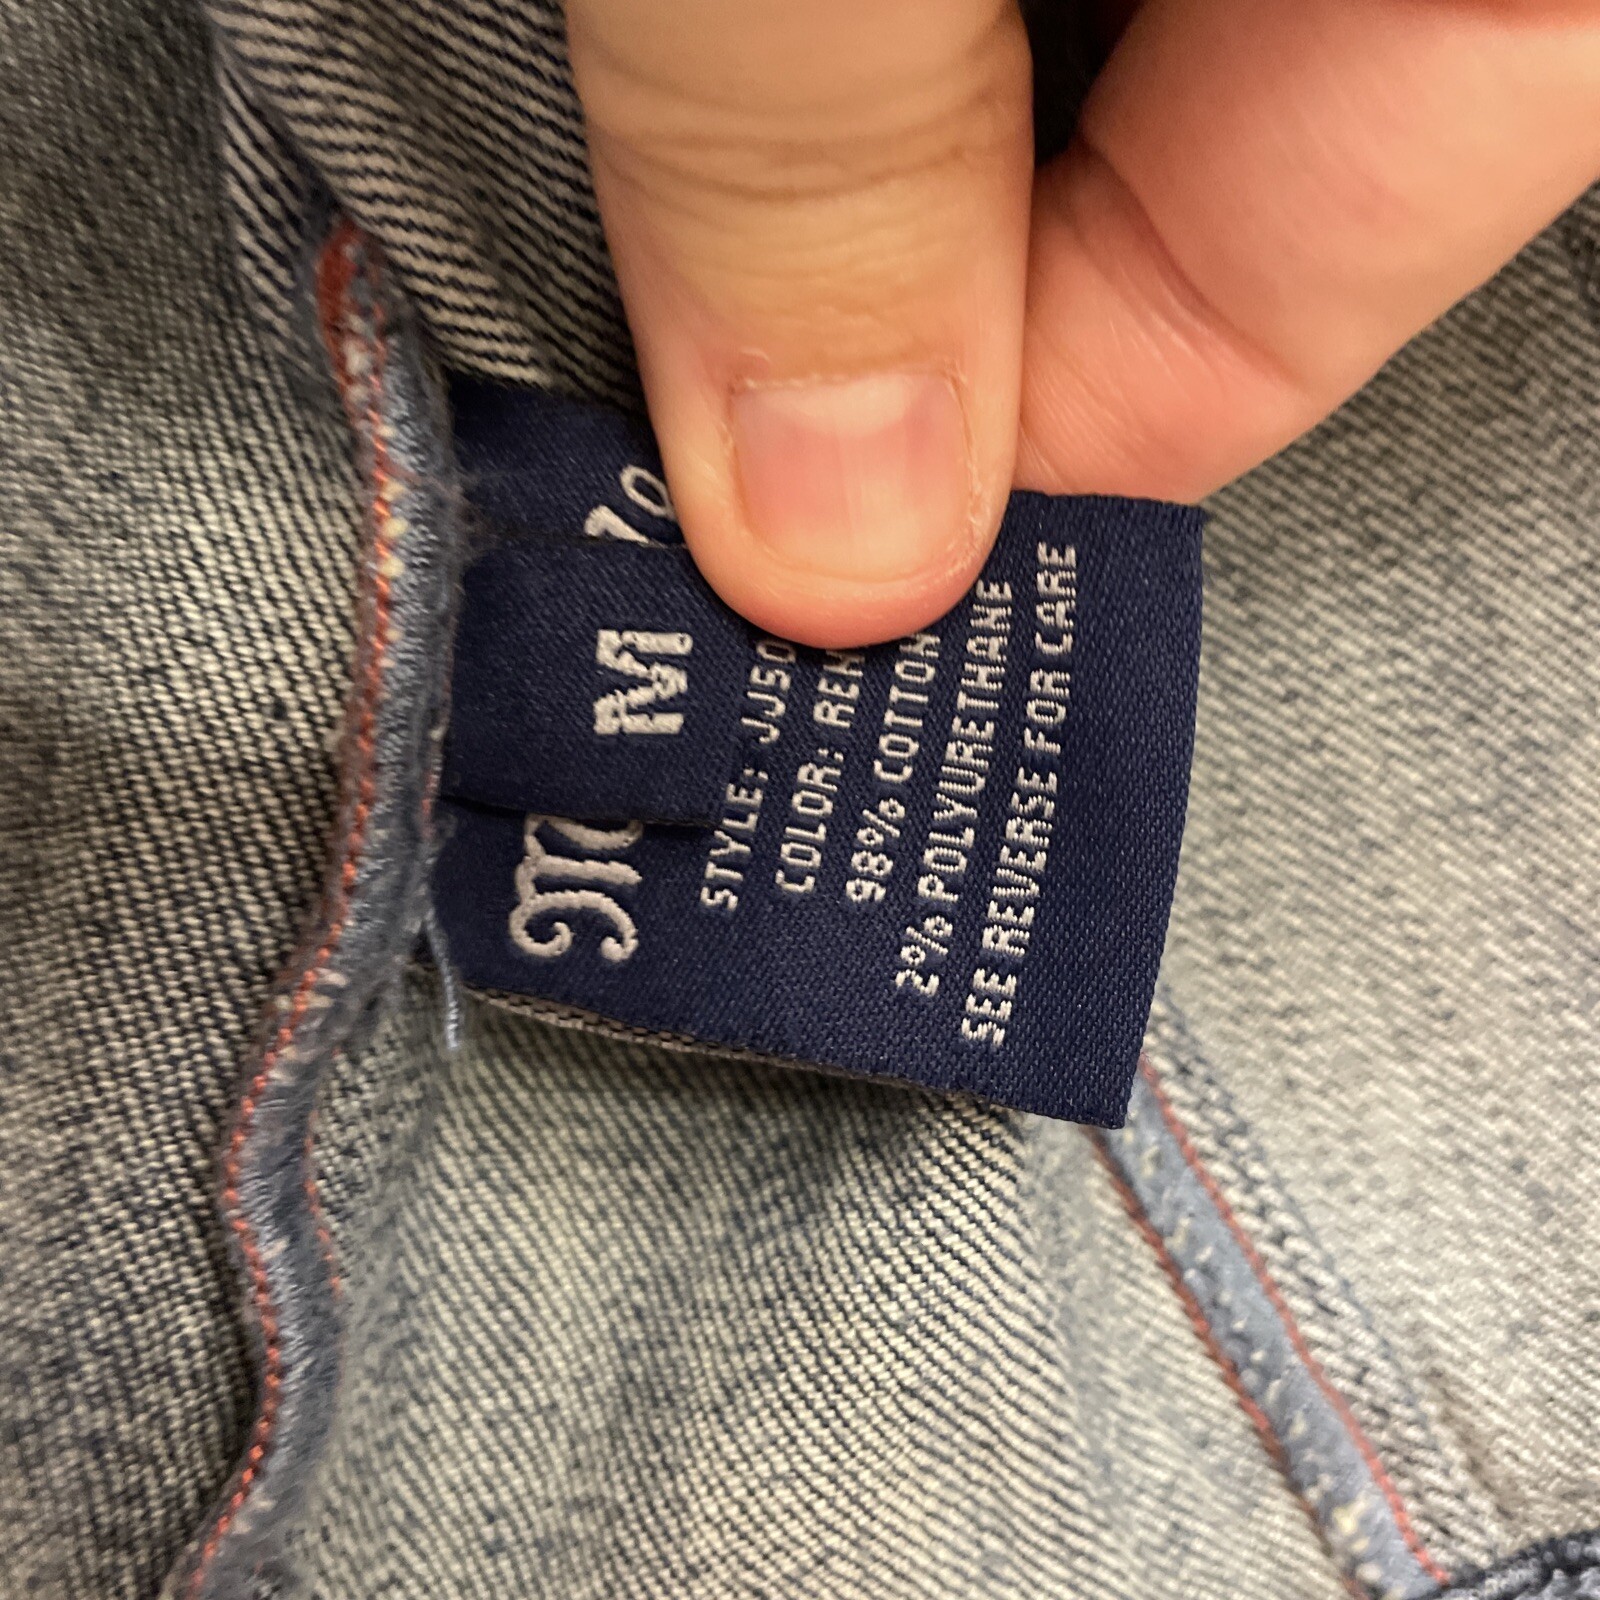 M
STYLE:
COLOR:
98% COTTON
2% POLYURETHANE
SEE REVERSE FOR CARE